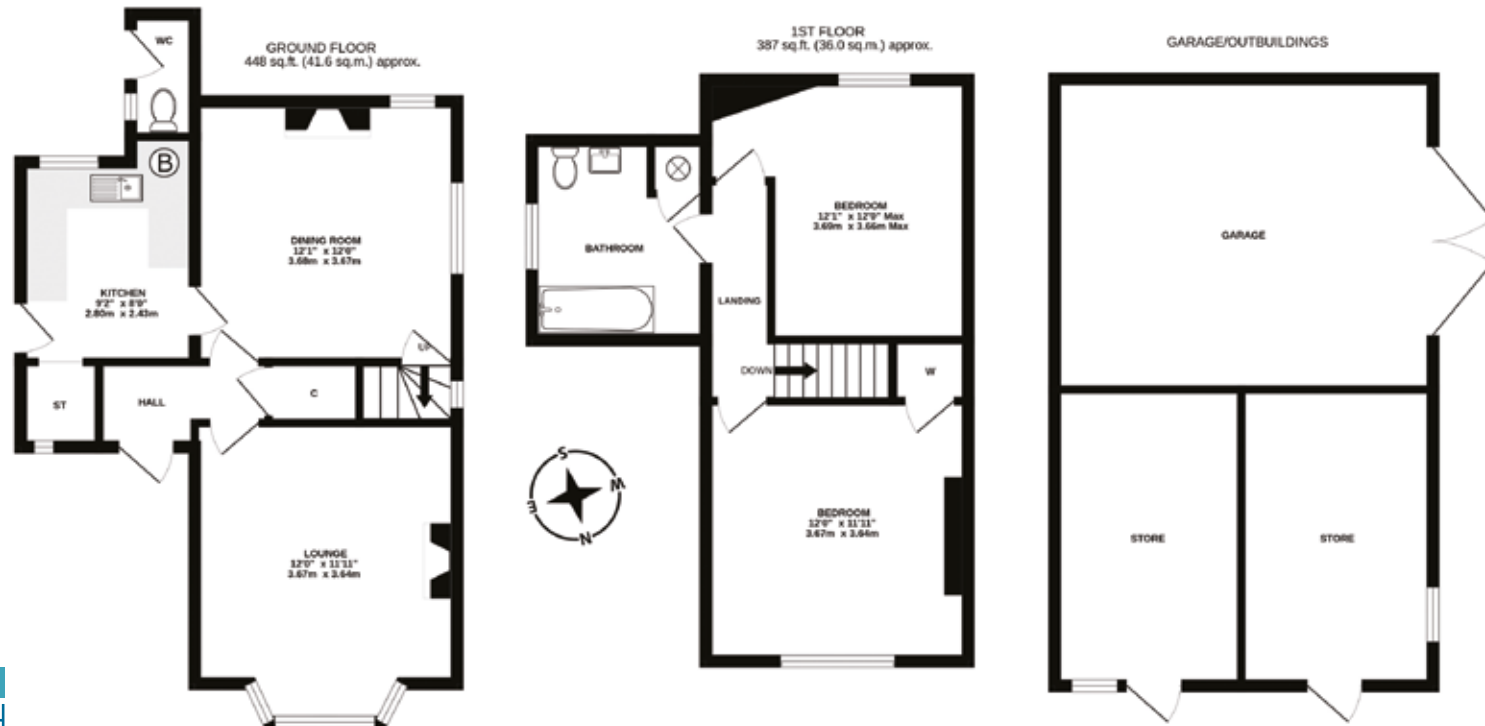 GROUND FLOOR
448 sq.ft. (41.6 sq.m.) approx.
WC
B
DINING ROOM
12'1" x 12'0"
3.68m x 3.67m
KITCHEN
9'2" x 8'0"
2.80m x 2.43m
UP
ST
HALL
C
LOUNGE
12'0" x 11'11"
3.67m x 3.64m
1ST FLOOR
387 sq.ft. (36.0 sq.m.) approx.
BEDROOM
12'1" x 12'0" Max
3.69m x 3.66m Max
BATHROOM
LANDING
DOWN
W
BEDROOM
12'0" x 11'11"
3.67m x 3.64m
S
W
E
N
GARAGE/OUTBUILDINGS
GARAGE
STORE
STORE